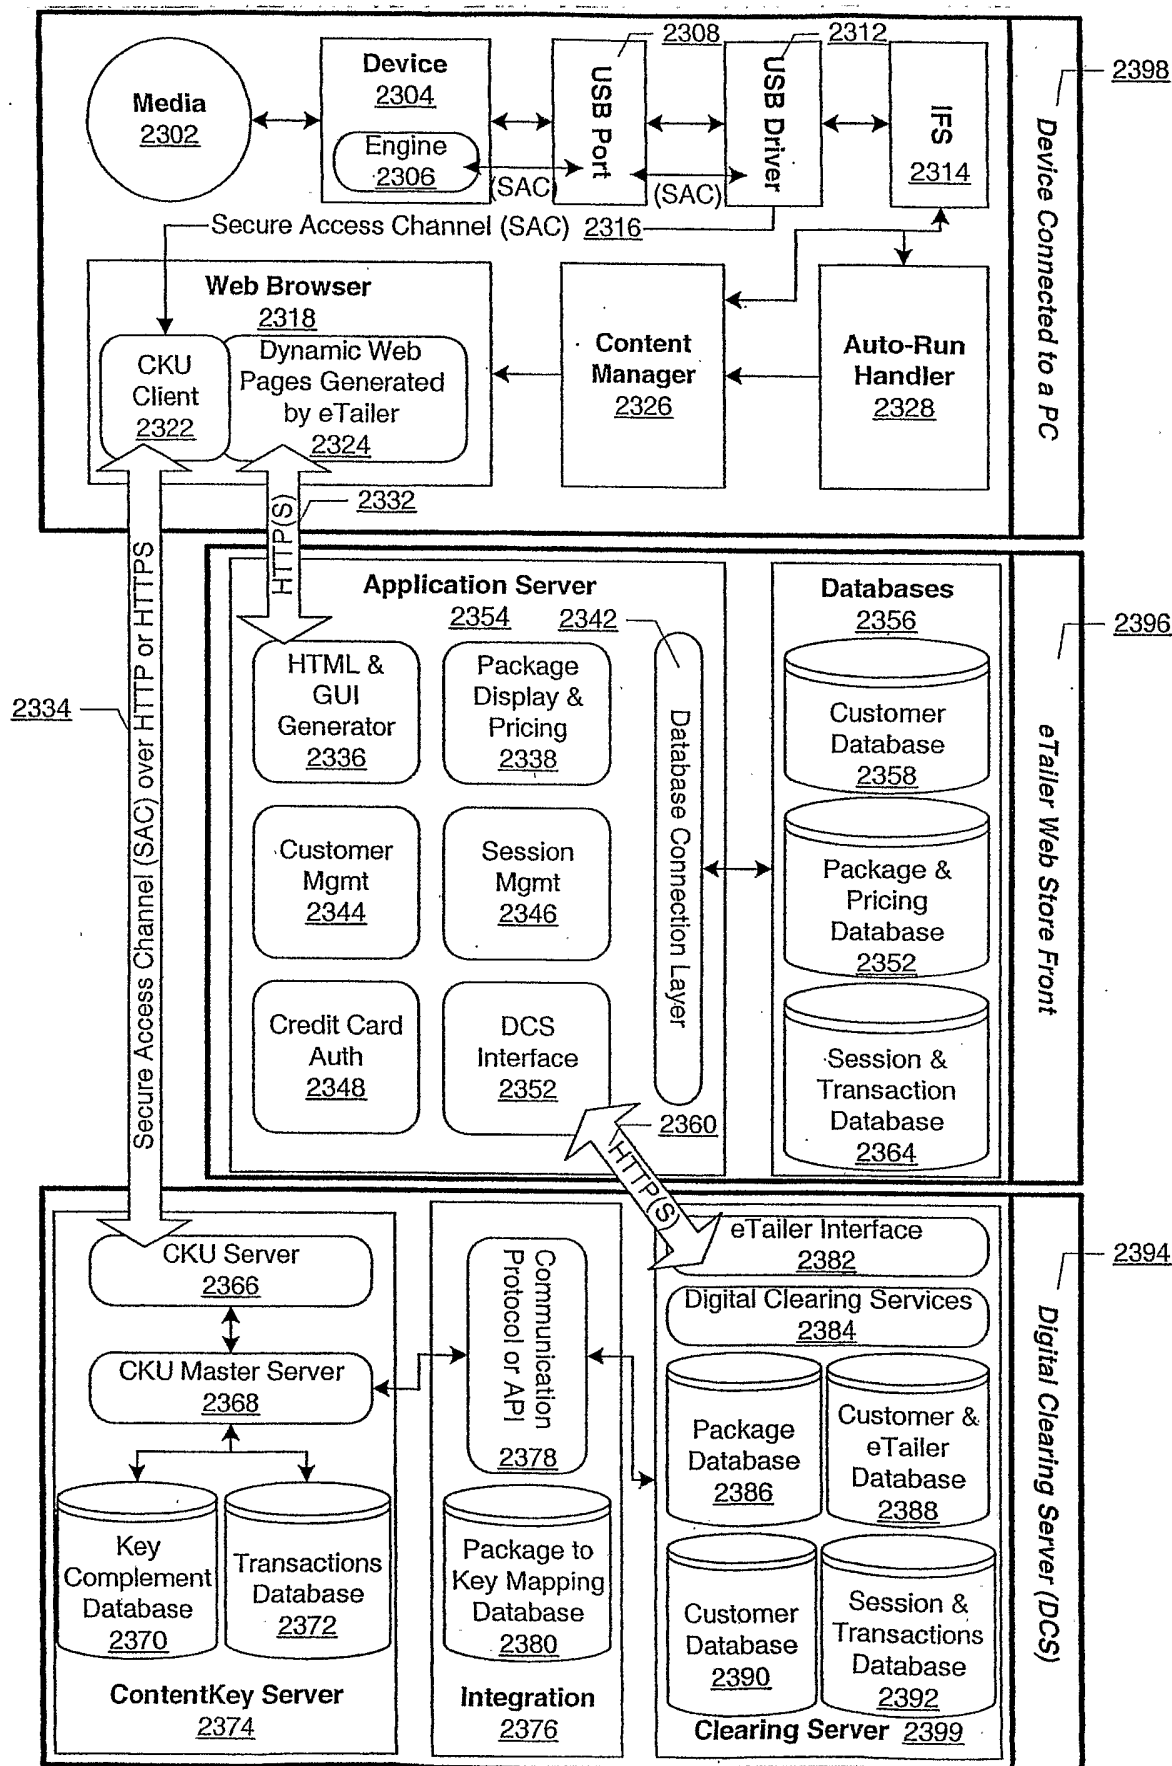 2308
2312
2398
Media
2302
Device
2304
Engine
2306
USB Port
USB Driver
IFS
2314
(SAC)
(SAC)
Secure Access Channel (SAC) 2316
Device Connected to a PC
Web Browser
2318
CKU
Client
2322
Dynamic Web
Pages Generated
by eTailer
2324
Content
Manager
2326
Auto-Run
Handler
2328
HTTP(S)
2332
Secure Access Channel (SAC) over HTTP or HTTPS
2334
Application Server
2354
2342
Databases
2356
2396
HTML &
GUI
Generator
2336
Package
Display &
Pricing
2338
Database Connection Layer
Customer
Database
2358
Customer
Mgmt
2344
Session
Mgmt
2346
Package &
Pricing
Database
2352
eTailer Web Store Front
Credit Card
Auth
2348
DCS
Interface
2352
Session &
Transaction
Database
2364
2360
HTTP(S)
CKU Server
2366
CKU Master Server
2368
Key
Complement
Database
2370
Transactions
Database
2372
ContentKey Server
2374
Communication
Protocol or API
2378
Package to
Key Mapping
Database
2380
Integration
2376
eTailer Interface
2382
Digital Clearing Services
2384
Package
Database
2386
Customer &
eTailer
Database
2388
Customer
Database
2390
Session &
Transactions
Database
2392
Clearing Server 2399
2394
Digital Clearing Server (DCS)